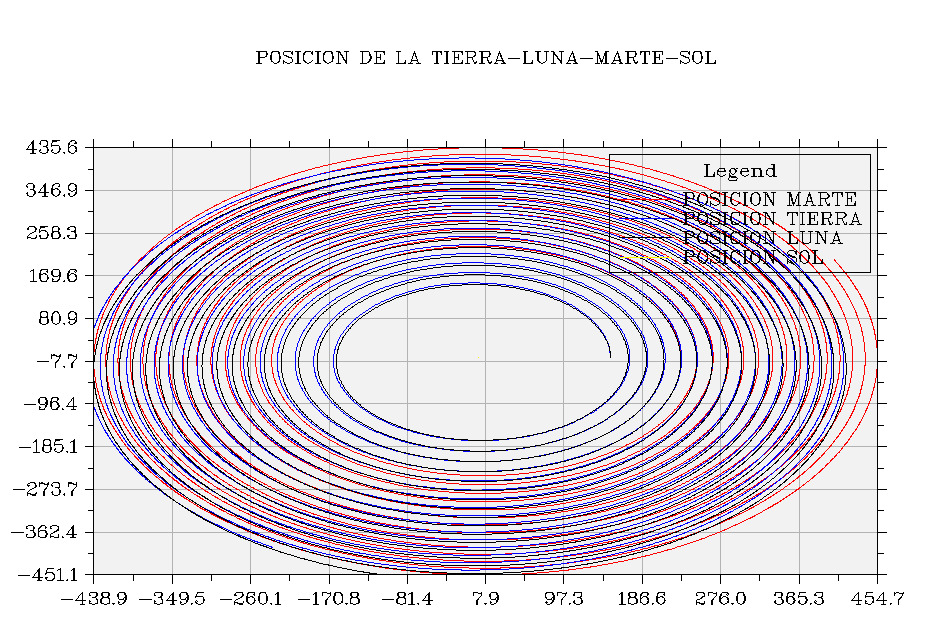 POSICION DE LA TIERRA-LUNA-MARTE-SOL
435.6
346.9
258.3
169.6
80.9
-7.7
-96.4
-185.1
-273.7
-362.4
-451.1
Legend
POSICION MARTE
POSICION TIERRA
POSICION LUNA
POSICION SOL
-438.9 -349.5 -260.1 -170.8 -81.4 7.9 97.3 186.6 276.0 365.3 454.7